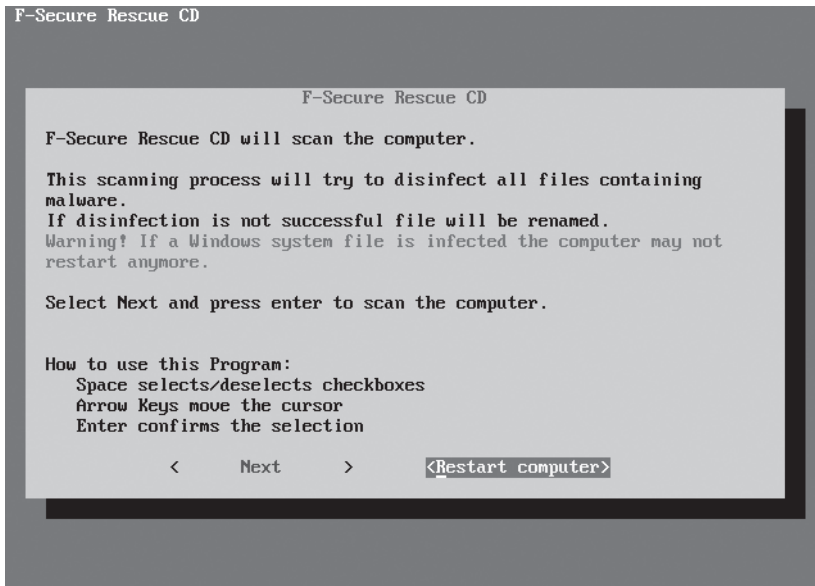 F-Secure Rescue CD
F-Secure Rescue CD
F-Secure Rescue CD will scan the computer.
This scanning process will try to disinfect all files containing
malware.
If disinfection is not successful file will be renamed.
Warning! If a Windows system file is infected the computer may not
restart anymore.
Select Next and press enter to scan the computer.
How to use this Program:
Space selects/deselects checkboxes
Arrow Keys move the cursor
Enter confirms the selection
< Next > <Restart computer>